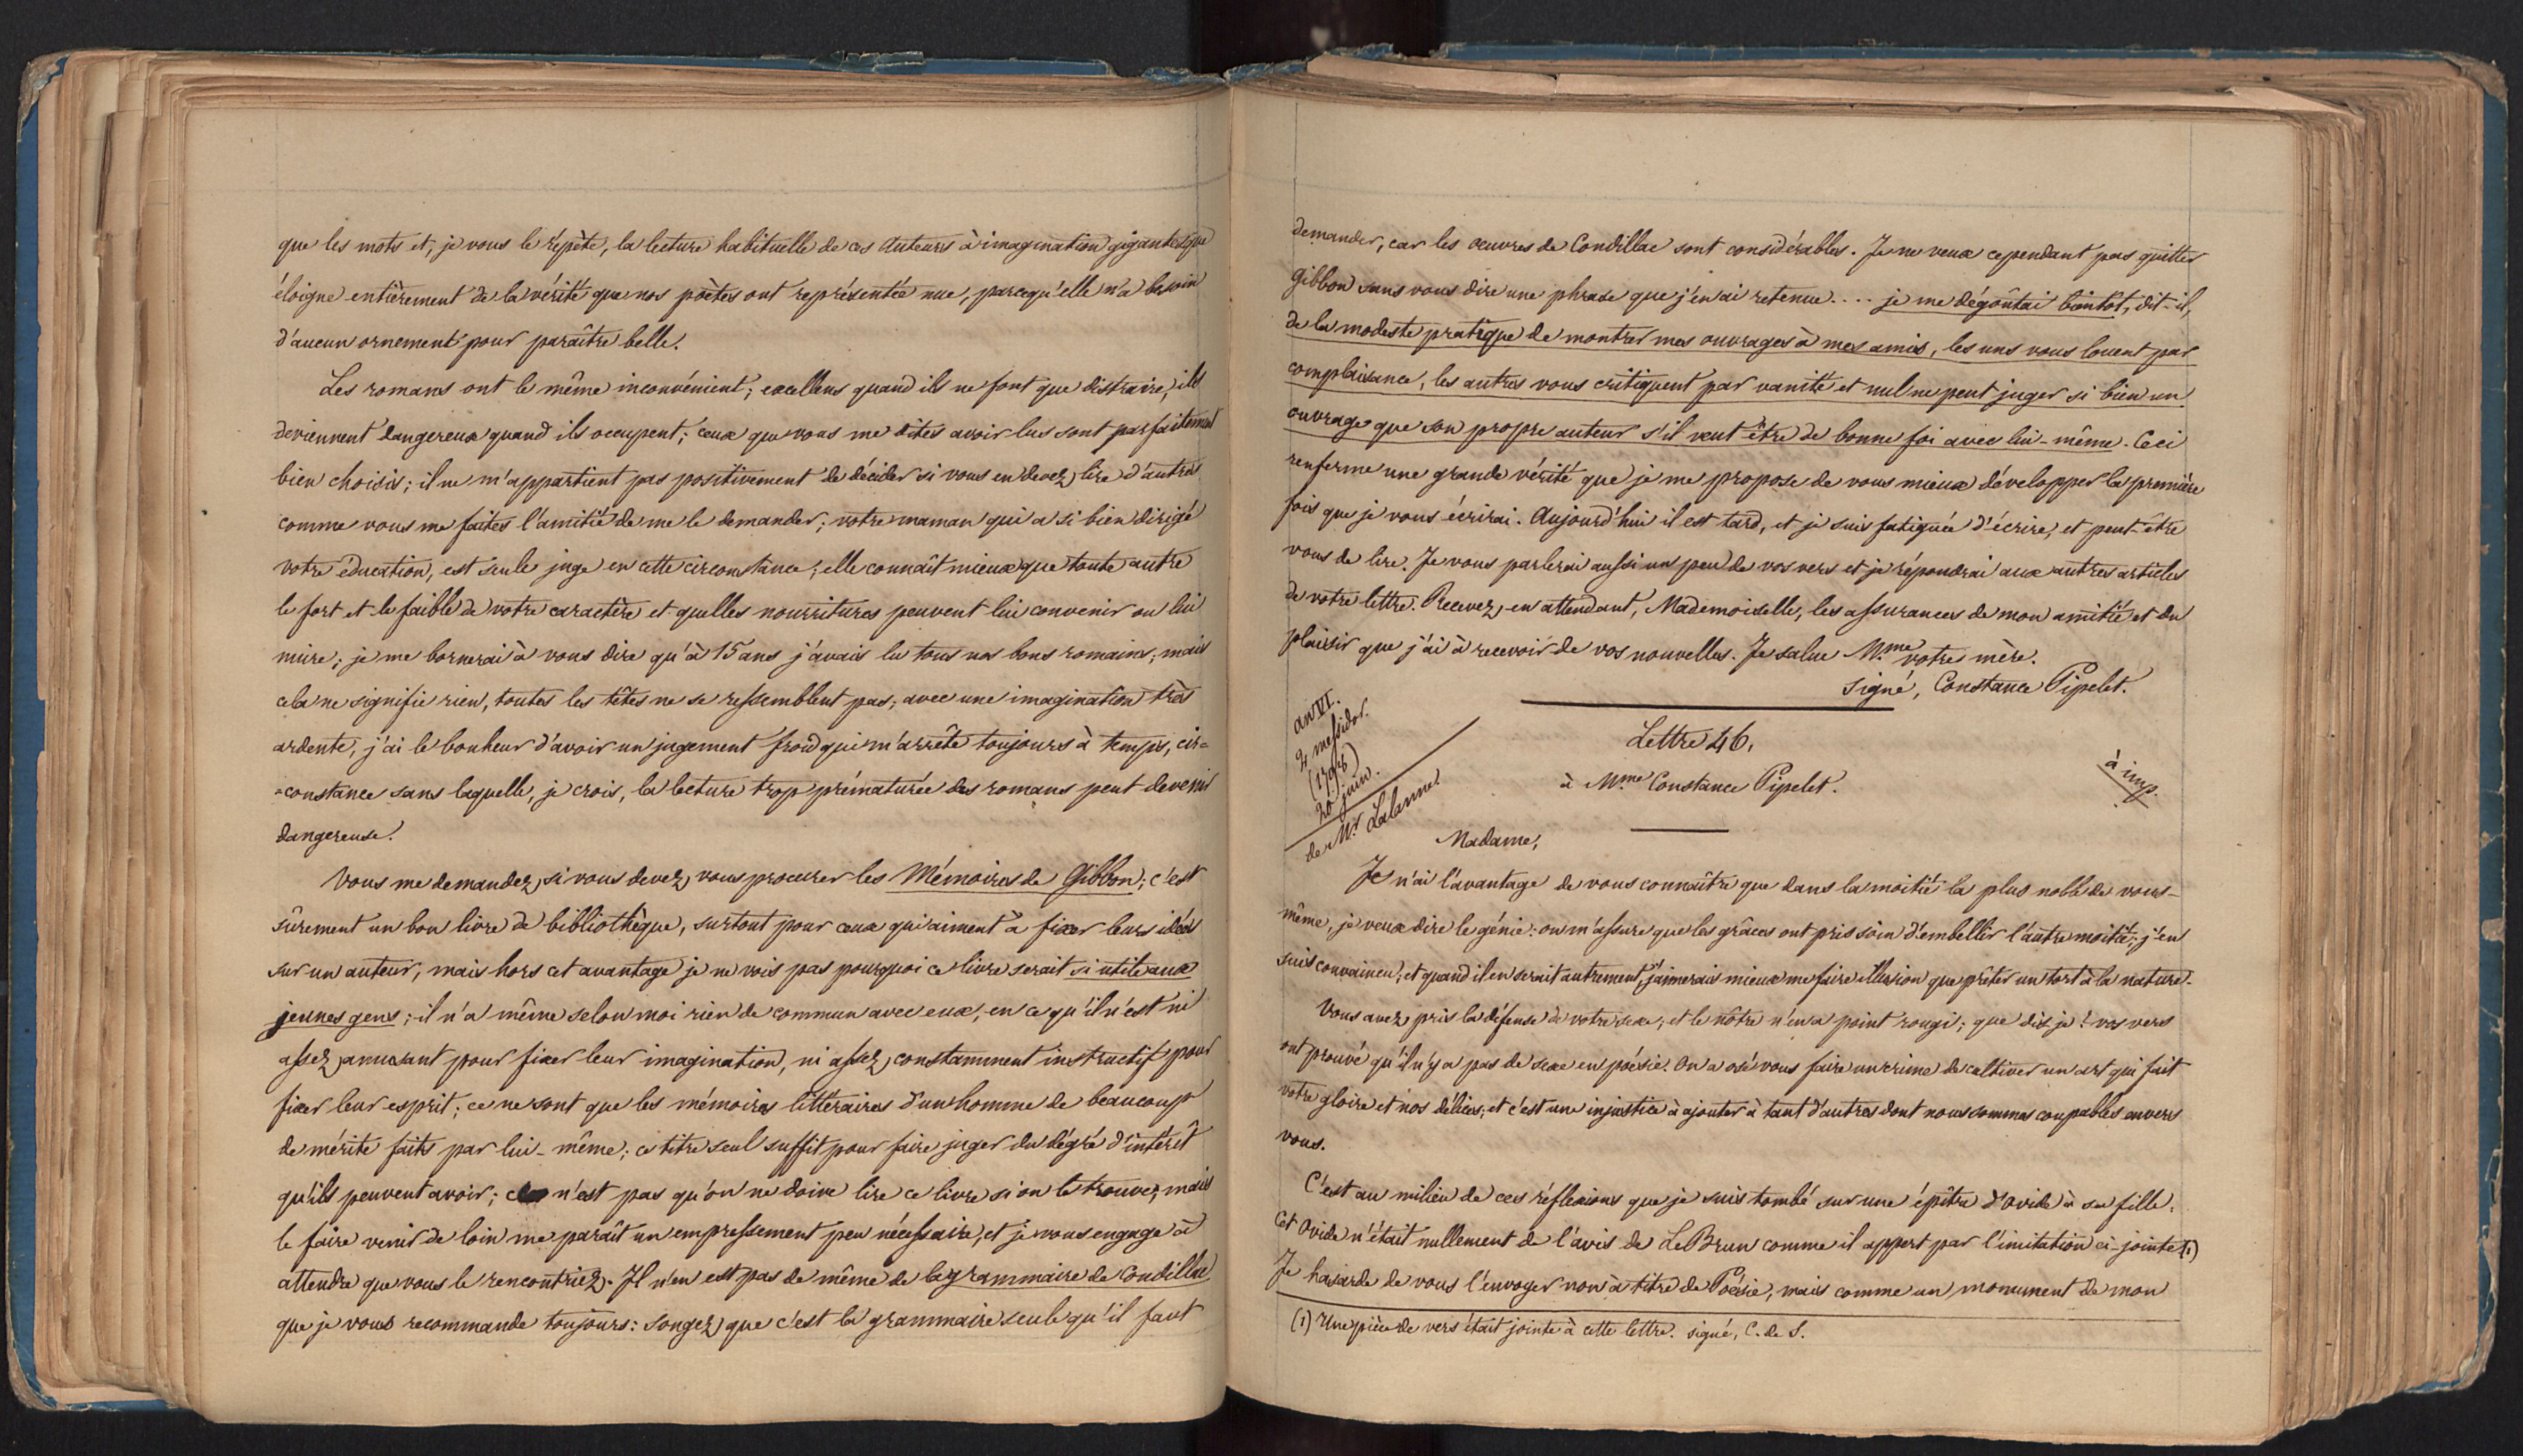 que les mots et, je vous le répète, la lecture habituelle de ces Auteurs à imagination gigantesque
éloigne entièrement de la vérité que nos poètes ont représentée nue, parcequ'elle n'a besoin
d'aucun ornement pour paraître belle.
Les romans ont le même inconvénient; excellens quand ils ne font que distraire, ils
deviennent dangereux quand ils occupent; ceux que vous me dites avoir lus sont parfaitement
bien choisis; il ne m'appartient pas positivement de décider si vous en devez lire d'autres
comme vous me faites l'amitié de me le demander; votre maman qui a si bien dirigé
votre éducation, est seule juge en cette circonstance; elle connaît mieux que toute autre
le fort et le faible de votre caractère et quelles nourritures peuvent lui convenir ou lui
nuire; je me bornerai à vous dire qu'à 15 ans j'avais lu tous nos bons romains; mais
cela ne signifie rien, toutes les têtes ne se ressemblent pas; avec une imagination très
ardente, j'ai le bonheur d'avoir un jugement froid qui m'arrête toujours à temps, cir=
=constance sans laquelle, je crois, la lecture trop prématurée des romans peut devenir
dangereuse.
Vous me demandez si vous devez vous procurer les Mémoires de Gibbon; c'est
sûrement un bon livre de bibliothèque, surtout pour ceux qui aiment à fixer leurs idées
sur un auteur, mais hors cet avantage je ne vois pas pourquoi ce livre serait si utile aux
jeunes gens; il n'a même selon moi rien de commun avec eux, en ce qu'il n'est ni
assez amusant pour fixer leur imagination, ni assez constamment instructif pour
fixer leur esprit; ce ne sont que les mémoires littéraires d'un homme de beaucoup
de mérite faits par lui-même; ce titre seul suffit pour faire juger du dégré d'intérêt
qu'ils peuvent avoir; n'est pas qu'on ne doive lire ce livre si on le trouve, mais
le faire venir de loin me paraît un empressement peu nécessaire, et je vous engage à
attendre que vous le rencontriez. Il n'en est pas de même de la grammaire de Condillac
que je vous recommande toujours: songez que c'est la grammaire seule qu'il faut
demander, car les œuvres de Condillac sont considérables. Je ne veux cependant pas quitter
Gibbon sans vous dire une phrase que j'en ai retenue.... je me dégoûtai bientôt, dit-il,
de la modeste pratique de montrer mes ouvrages à mes amis, les uns vous louent par
complaisance, les autres vous critiquent par vanité et nul ne peut juger si bien un
ouvrage que son propre auteur s'il veut être de bonne foi avec lui-même. Ceci
renferme une grande vérité que je me propose de vous mieux développer la première
fois que je vous écrirai. Aujourd'hui il est tard, et je suis fatiguée d'écrire, et peut-être
vous de lire. Je vous parlerai aussi un peu de vos vers et je répondrai aux autres articles
de votre lettre. Recevez, en attendant, Mademoiselle, les assurances de mon amitié et du
plaisir que j'ai à recevoir de vos nouvelles. Je salue Mme votre mère.
Signé, Constance Pipelet.
an VI.
2 messidor.
(1798)
20 juin.
de Mr Lalanne
Lettre 46,
à Mme Constance Pipelet.
à imp.
Madame,
Je n'ai l'avantage de vous connaître que dans la moitié la plus noble de vous-
même, je veux dire le génie: on m'assure que les grâces ont pris soin d'embellir l'autre moitié; j'en
suis convaincu; et quand il en serait autrement, j'aimerais mieux me faire illusion que prêter un tort à la nature.
Vous avez pris la défense de votre sexe; et le nôtre n'en a point rougi; que dis je? vos vers
ont prouvé qu'il n'y a pas de sexe en poésie. On a osé vous faire un crime de cultiver un art qui fait
votre gloire et nos délices; et c'est une injustice à ajouter à tant d'autres dont nous sommes coupables envers
vous.
C'est au milieu de ces réflexions que je suis tombé sur une épître d'Ovide à sa fille.
Cet Ovide n'était nullement de l'avis de LeBrun comme il appert par l'imitation ci-jointe (1)
Je hasarde de vous l'envoyer non à titre de Poésie, mais comme un monument de mon
(1) Une pièce de vers était jointe à cette lettre. signé, C. de S.